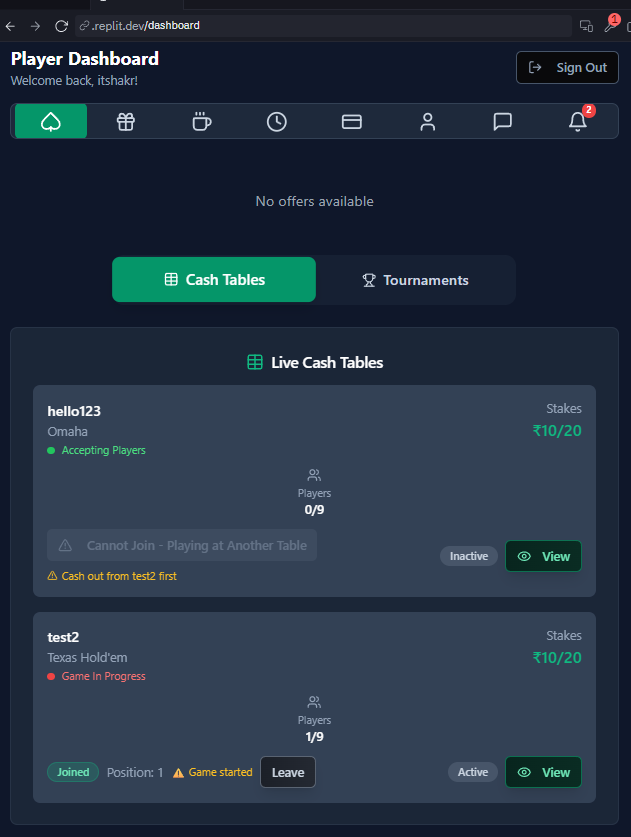 .replit.dev/dashboard
1
Player Dashboard
Welcome back, itshakr!
Sign Out
2
No offers available
Cash Tables
Tournaments
Live Cash Tables
hello123
Stakes
Omaha
₹10/20
Accepting Players
Players
0/9
Cannot Join - Playing at Another Table
Inactive
View
Cash out from test2 first
test2
Stakes
Texas Hold'em
₹10/20
Game In Progress
Players
1/9
Joined
Position: 1
Game started
Leave
Active
View